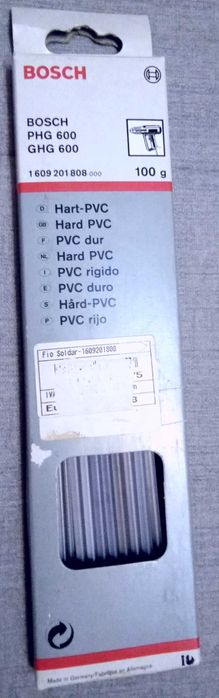 BOSCH
BOSCH
PHG 600
GHG 600
1 609 201 808-000
100 g
D Hart-PVC
GB Hard PVC
F PVC dur
NL Hard PVC
I PVC rigido
E PVC duro
S Hård-PVC
P PVC rijo
Fio Soldar-1609201808
Made in Germany-Fabriqué en Allemagne